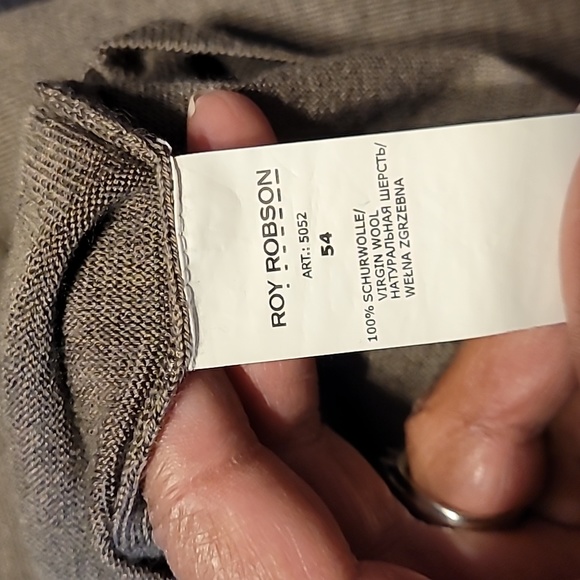 ROY ROBSON
ART.: 5052
54
100% SCHURWOLLE/
VIRGIN WOOL
НАТУРАЛЬНАЯ ШЕРСТЬ/
WEŁNA ZGRZEBNA